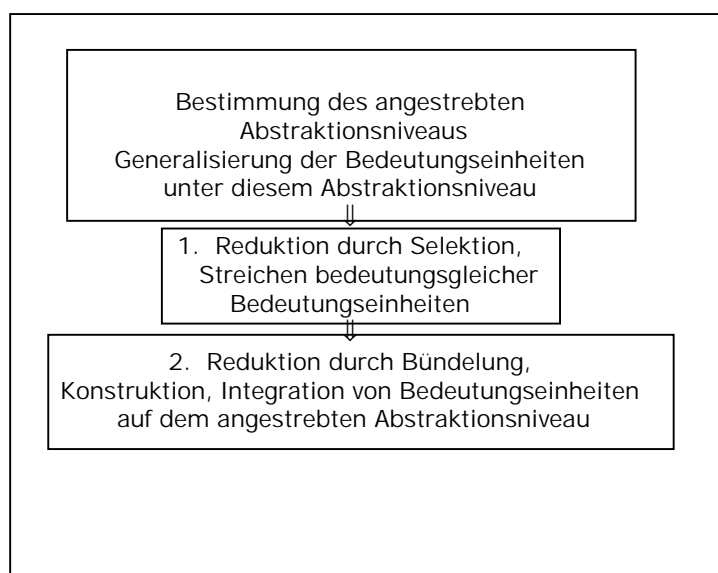 Bestimmung des angestrebten
Abstraktionsniveaus
Generalisierung der Bedeutungseinheiten
unter diesem Abstraktionsniveau
⇓
1. Reduktion durch Selektion,
Streichen bedeutungsgleicher
Bedeutungseinheiten
⇓
2. Reduktion durch Bündelung,
Konstruktion, Integration von Bedeutungseinheiten
auf dem angestrebten Abstraktionsniveau